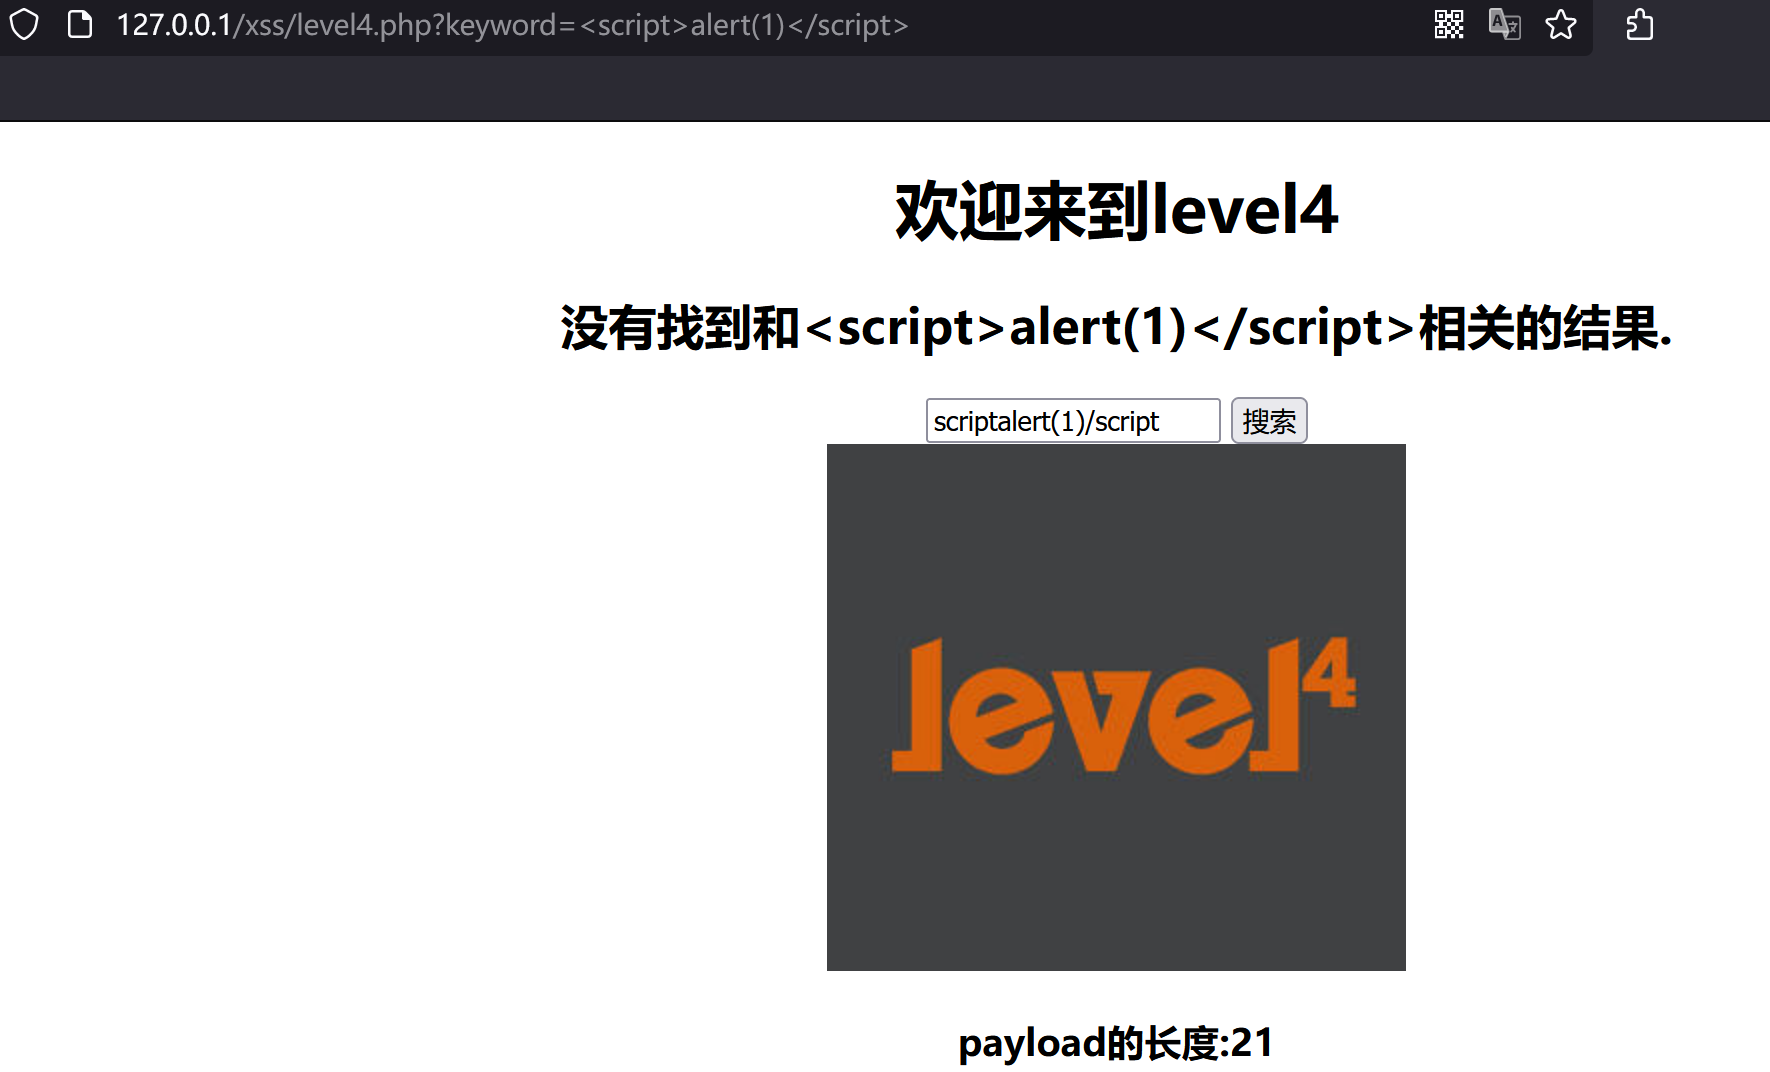 127.0.0.1/xss/level4.php?keyword=<script>alert(1)</script>
欢迎来到level4
没有找到和<script>alert(1)</script>相关的结果.
scriptalert(1)/script 搜索
level4
payload的长度:21